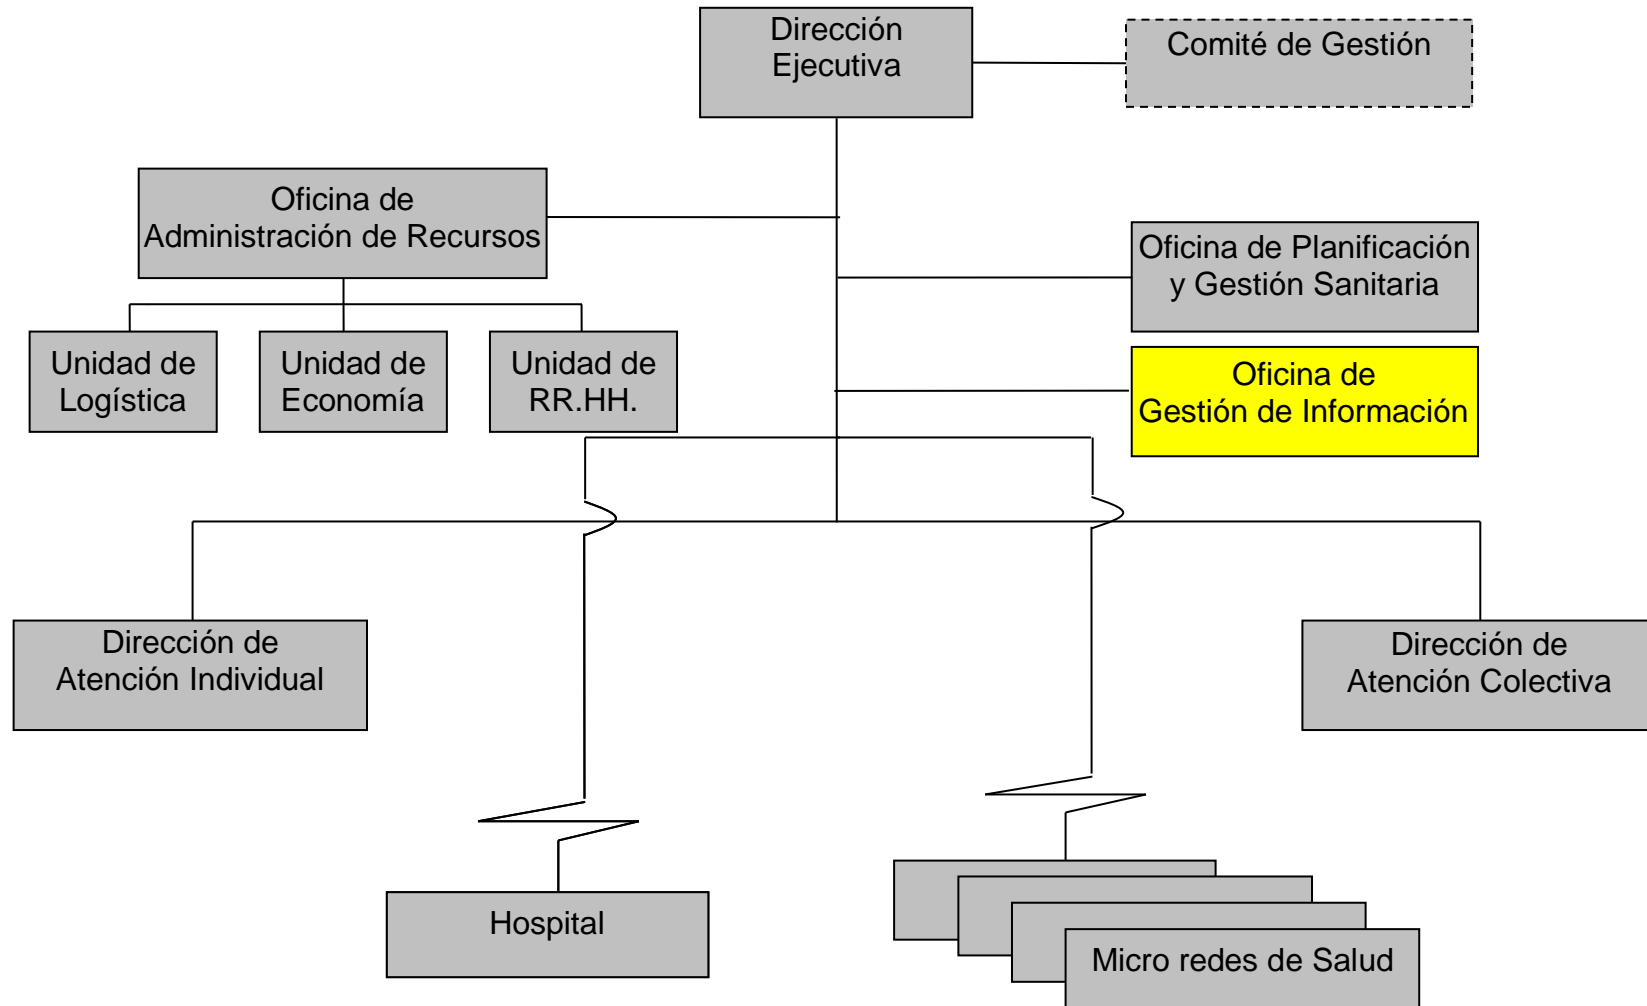 Dirección
Ejecutiva
Comité de Gestión
Oficina de
Administración de Recursos
Oficina de Planificación
y Gestión Sanitaria
Unidad de
Logística
Unidad de
Economía
Unidad de
RR.HH.
Oficina de
Gestión de Información
Dirección de
Atención Individual
Dirección de
Atención Colectiva
Hospital
Micro redes de Salud